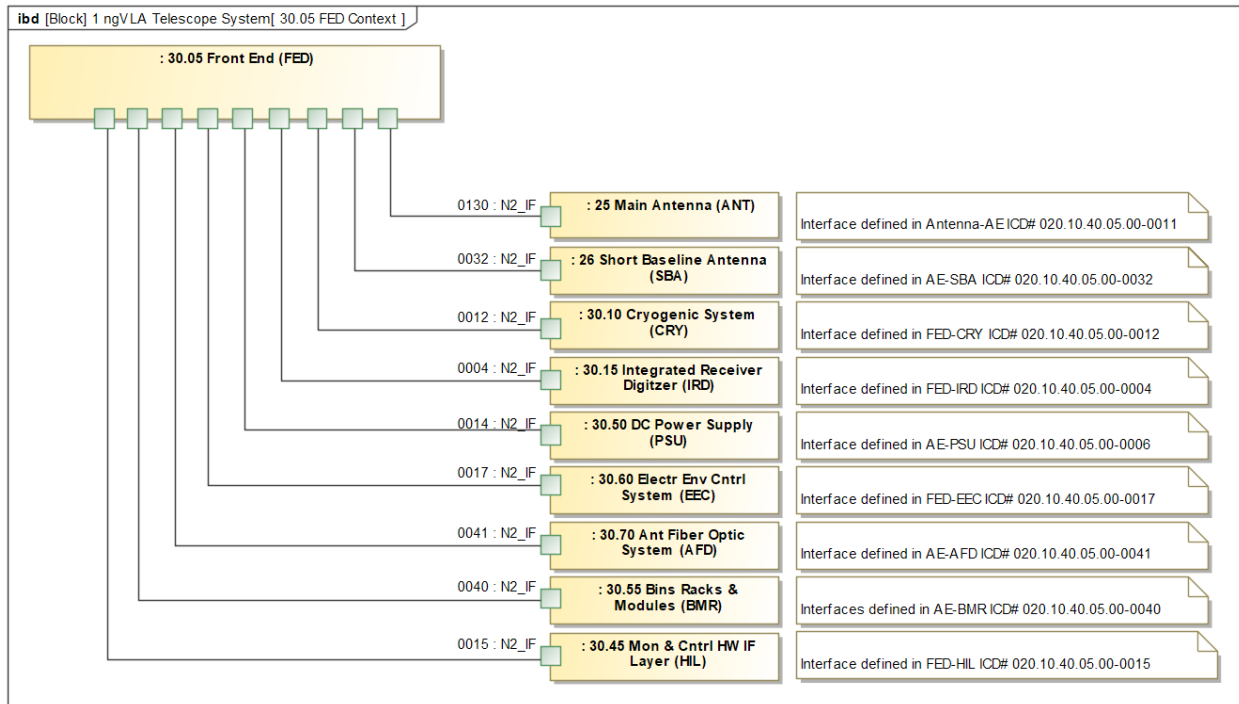 ibd [Block] 1 ngVLA Telescope System[ 30.05 FED Context ]
: 30.05 Front End (FED)
0130 : N2_IF
: 25 Main Antenna (ANT)
Interface defined in Antenna-AE ICD# 020.10.40.05.00-0011
0032 : N2_IF
: 26 Short Baseline Antenna
(SBA)
Interface defined in AE-SBA ICD# 020.10.40.05.00-0032
0012 : N2_IF
: 30.10 Cryogenic System
(CRY)
Interface defined in FED-CRY ICD# 020.10.40.05.00-0012
0004 : N2_IF
: 30.15 Integrated Receiver
Digitzer (IRD)
Interface defined in FED-IRD ICD# 020.10.40.05.00-0004
0014 : N2_IF
: 30.50 DC Power Supply
(PSU)
Interface defined in AE-PSU ICD# 020.10.40.05.00-0006
0017 : N2_IF
: 30.60 Electr Env Cntrl
System (EEC)
Interface defined in FED-EEC ICD# 020.10.40.05.00-0017
0041 : N2_IF
: 30.70 Ant Fiber Optic
System (AFD)
Interface defined in AE-AFD ICD# 020.10.40.05.00-0041
0040 : N2_IF
: 30.55 Bins Racks &
Modules (BMR)
Interfaces defined in AE-BMR ICD# 020.10.40.05.00-0040
0015 : N2_IF
: 30.45 Mon & Cntrl HW IF
Layer (HIL)
Interface defined in FED-HIL ICD# 020.10.40.05.00-0015